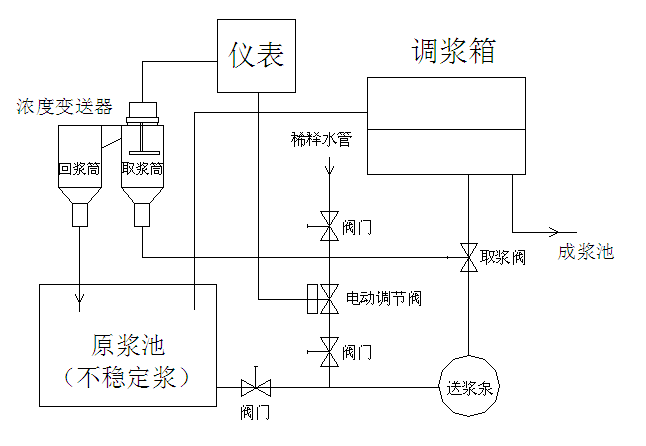 仪表
调浆箱
浓度变送器
稀释水管
回浆筒
取浆筒
阀门
成浆池
取浆阀
电动调节阀
原浆池
（不稳定浆）
阀门
送浆泵
阀门